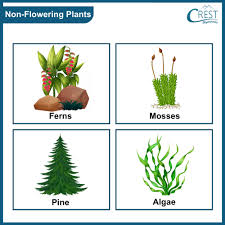 Non-Flowering Plants
CREST
Ferns
Mosses
Pine
Algae